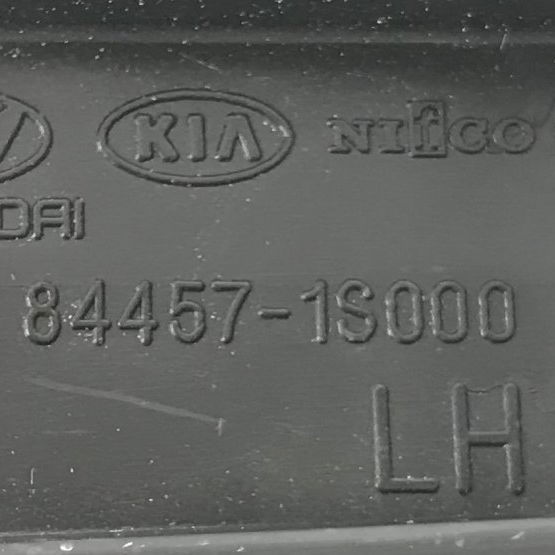 KIA NIFCO
DAI
84457-1S000
LH